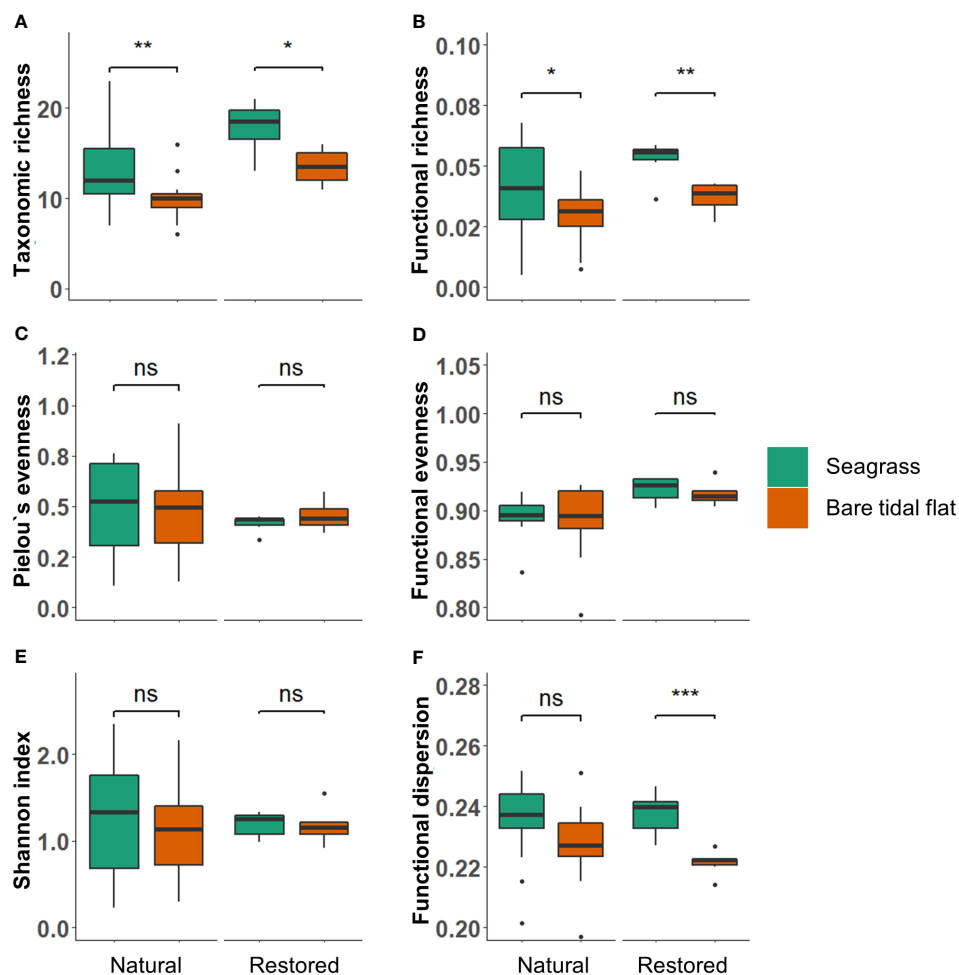 A
Taxonomic richness
20
10
0
**
*
B
Functional richness
0.10
0.08
0.05
0.02
0.00
*
**
C
Pielou`s evenness
1.2
1.0
0.8
0.5
0.2
0.0
ns
ns
D
Functional evenness
1.05
1.00
0.95
0.90
0.85
0.80
ns
ns
Seagrass
Bare tidal flat
E
Shannon index
2.0
1.0
0.0
ns
ns
F
Functional dispersion
0.28
0.26
0.24
0.22
0.20
ns
***
Natural
Restored
Natural
Restored